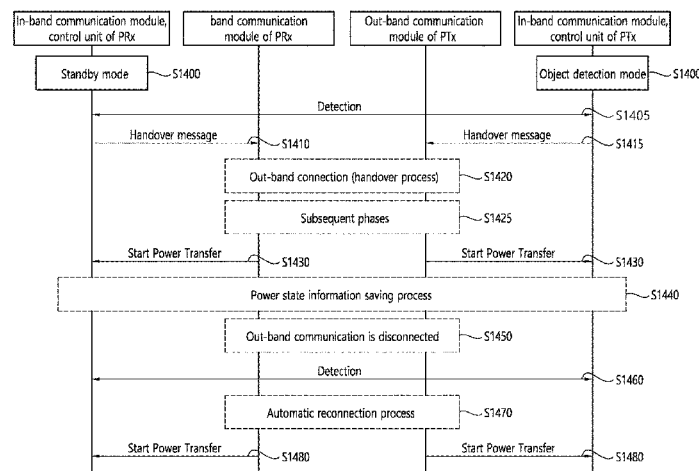 In-band communication module,
control unit of PRx
band communication
module of PRx
Out-band communication
module of PTx
In-band communication module,
control unit of PTx
Standby mode
S1400
Object detection mode
S1400
Detection
S1405
Handover message
S1410
Handover message
S1415
Out-band connection (handover process)
S1420
Subsequent phases
S1425
Start Power Transfer
S1430
Start Power Transfer
S1430
Power state information saving process
S1440
Out-band communication is disconnected
S1450
Detection
S1460
Automatic reconnection process
S1470
Start Power Transfer
S1480
Start Power Transfer
S1480